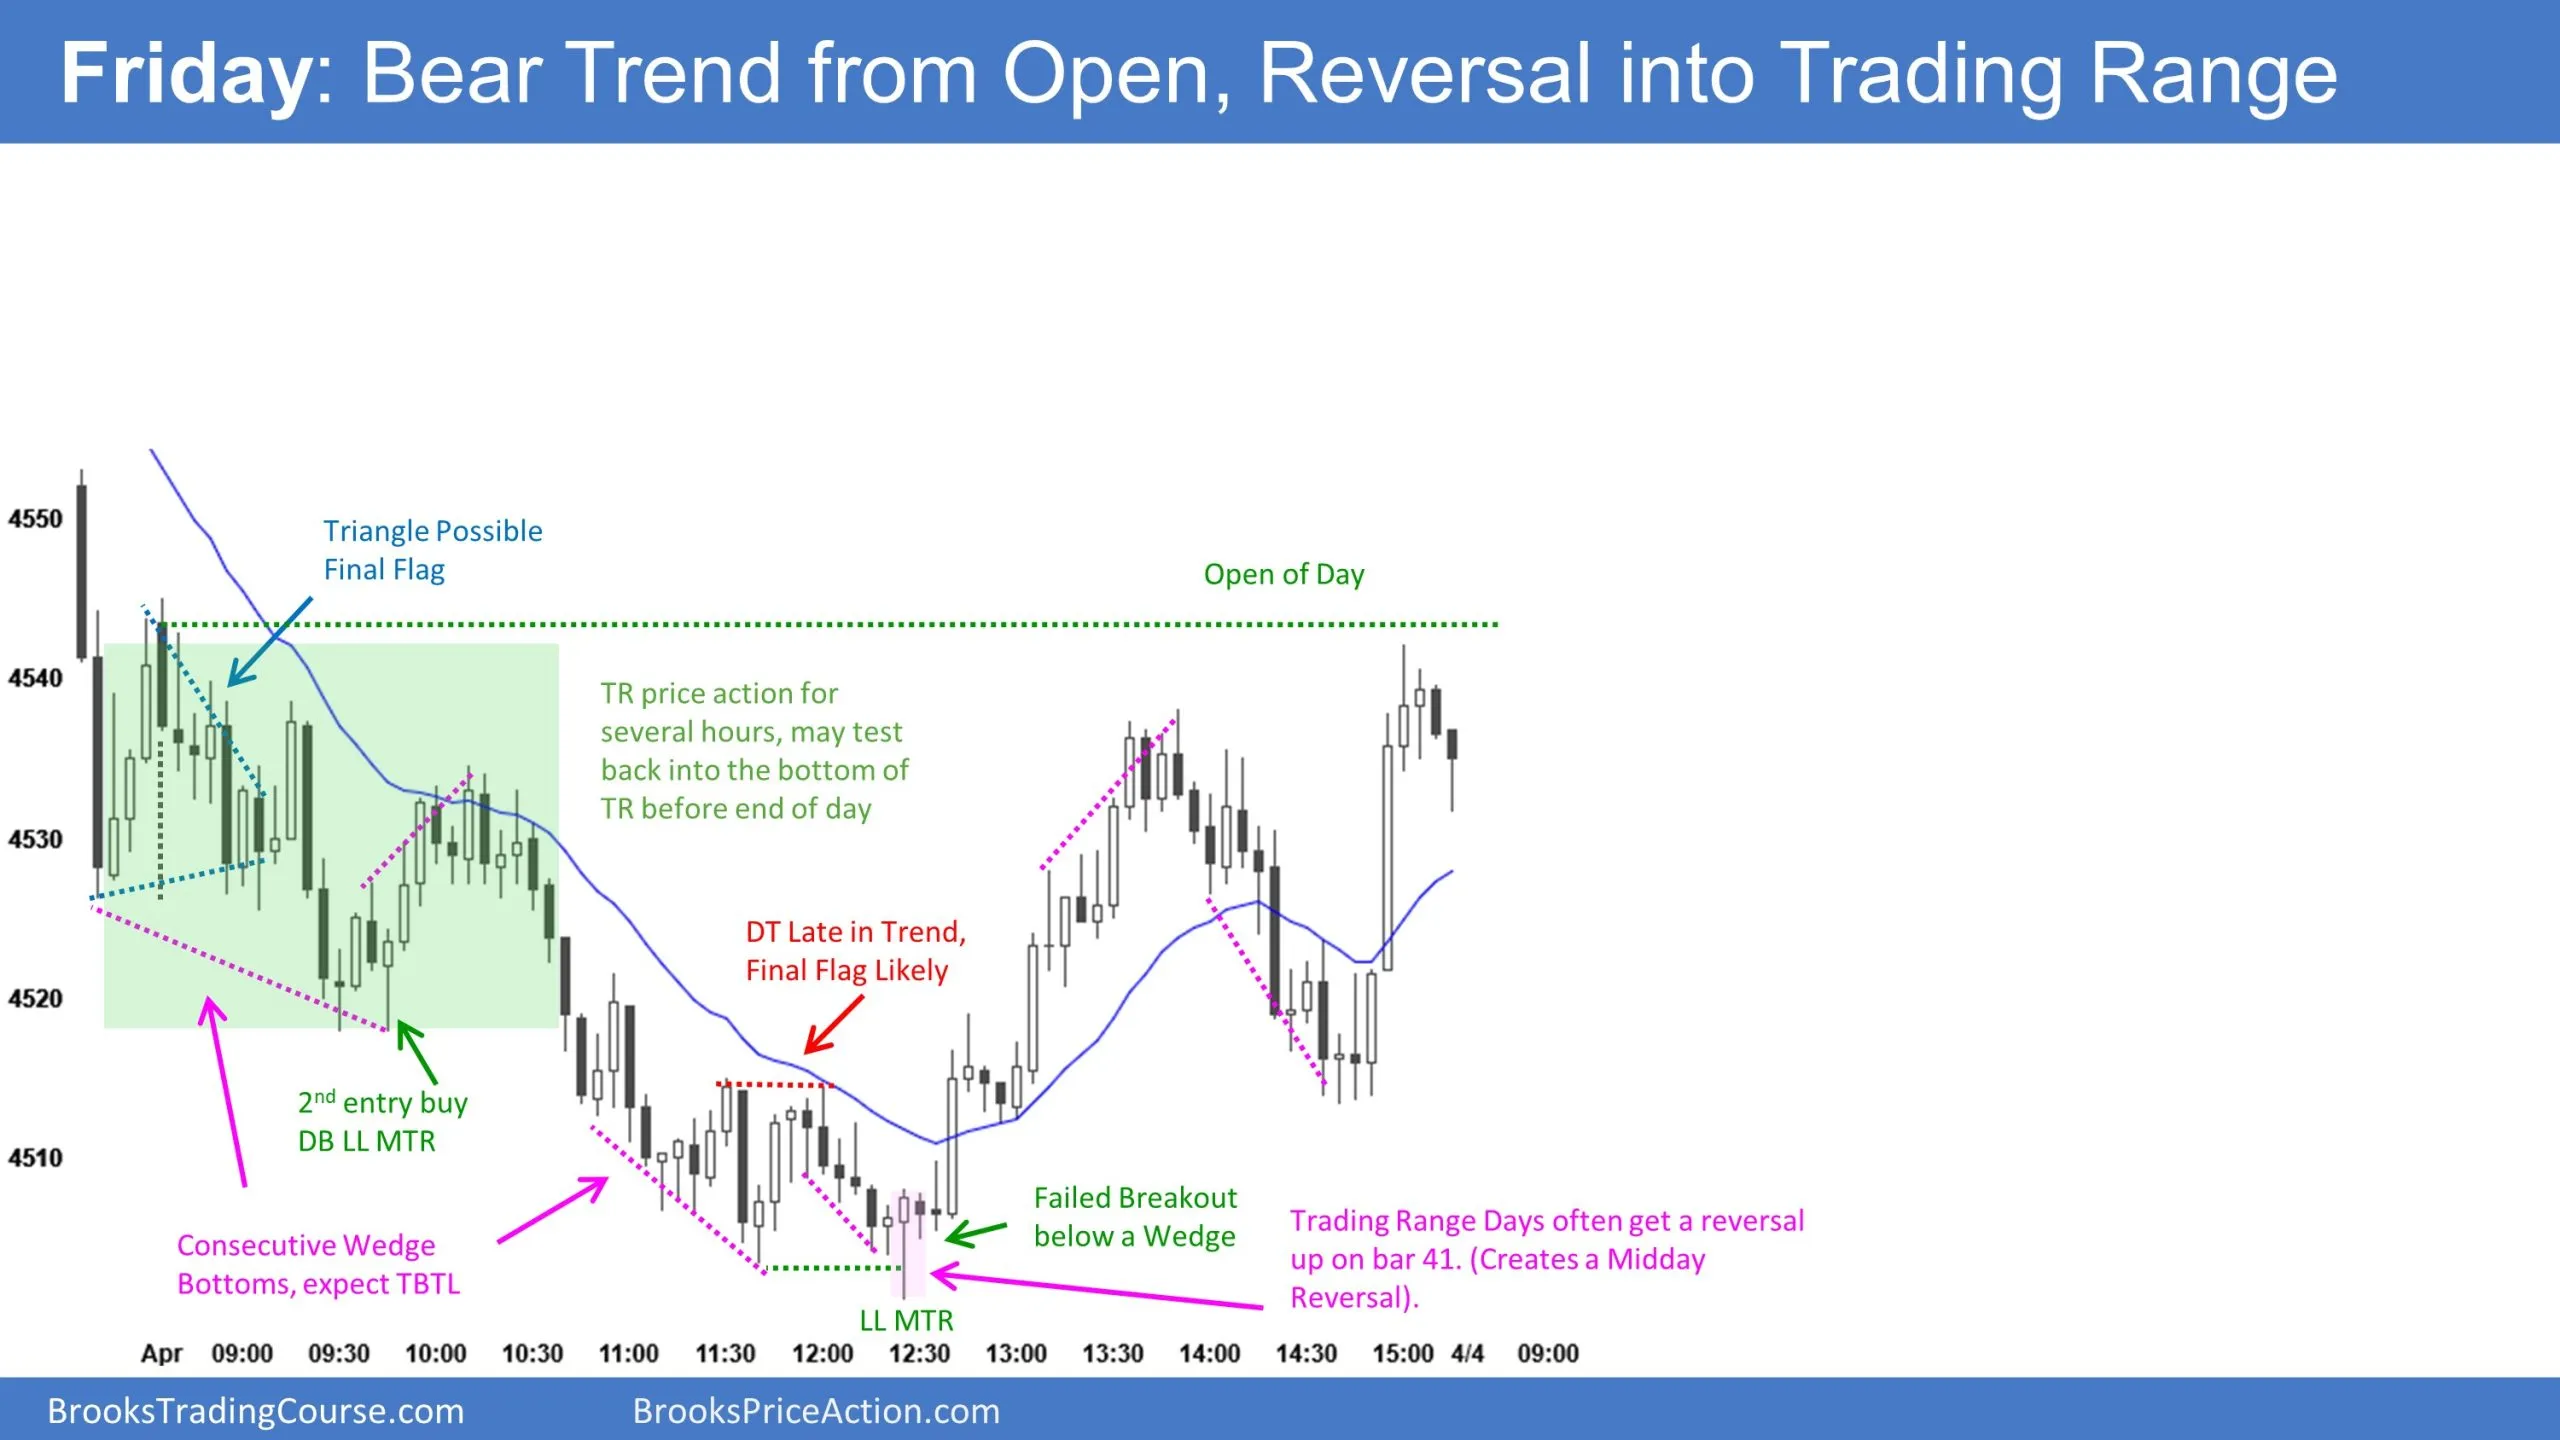 Friday: Bear Trend from Open, Reversal into Trading Range
4550
4540
4530
4520
4510
Triangle Possible
Final Flag
Open of Day
TR price action for
several hours, may test
back into the bottom of
TR before end of day
DT Late in Trend,
Final Flag Likely
2nd entry buy
DB LL MTR
Consecutive Wedge
Bottoms, expect TBTL
Failed Breakout
below a Wedge
Trading Range Days often get a reversal
up on bar 41. (Creates a Midday
Reversal).
LL MTR
Apr 09:00 09:30 10:00 10:30 11:00 11:30 12:00 12:30 13:00 13:30 14:00 14:30 15:00 4/4 09:00
BrooksTradingCourse.com BrooksPriceAction.com